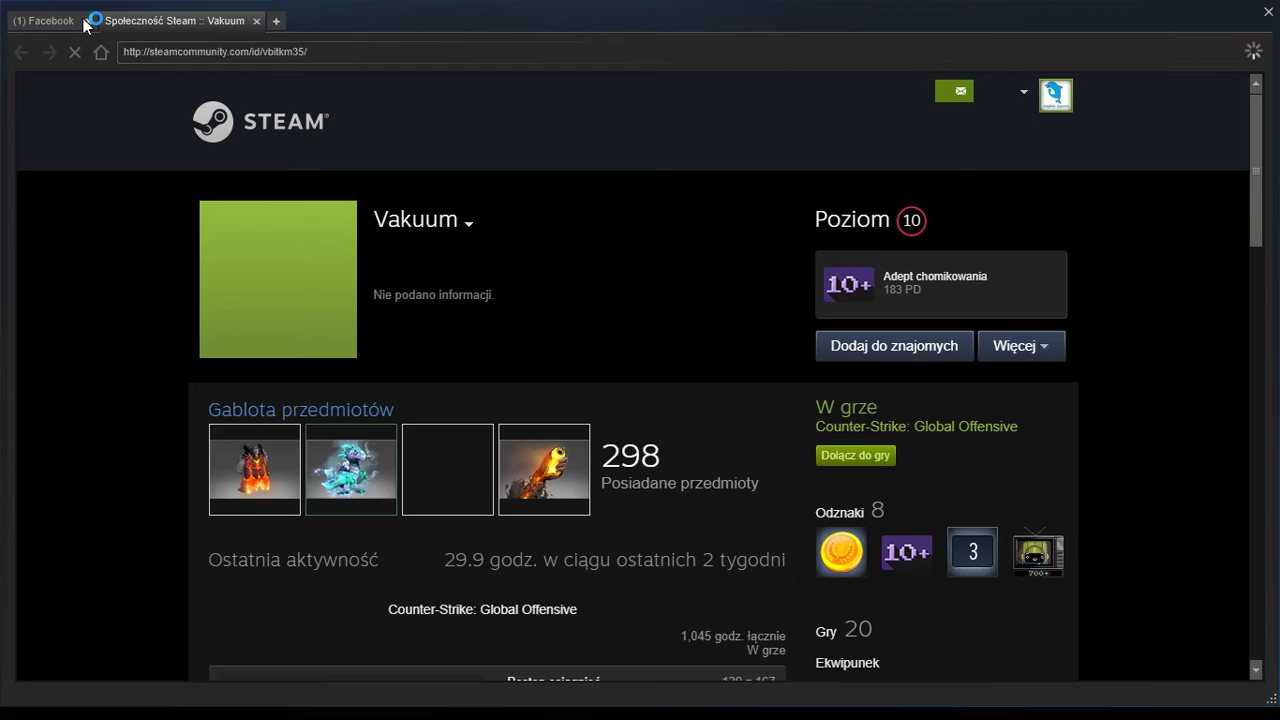 (1) Facebook
Społeczność Steam :: Vakuum
http://steamcommunity.com/id/vbitkm35/
STEAM®
Vakuum
Nie podano informacji.
Poziom 10
10+
Adept chomikowania
183 PD
Dodaj do znajomych
Więcej
Gablota przedmiotów
298
Posiadane przedmioty
W grze
Counter-Strike: Global Offensive
Dołącz do gry
Odznaki 8
10+
3
700+
Ostatnia aktywność
29.9 godz. w ciągu ostatnich 2 tygodni
Counter-Strike: Global Offensive
1,045 godz. łącznie
W grze
Gry 20
Ekwipunek